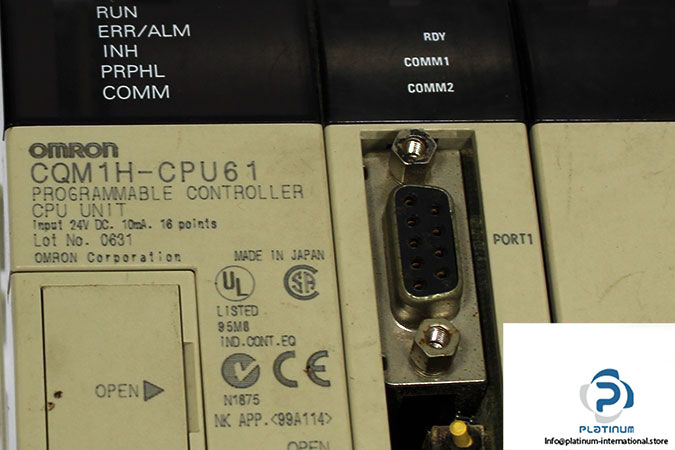 RUN
ERR/ALM
INH
PRPHL
COMM
RDY
COMM1
COMM2
OMRON
CQM1H-CPU61
PROGRAMMABLE CONTROLLER
CPU UNIT
Input 24V DC. 10mA. 16 points
Lot No. 0631
OMRON Corporation
MADE IN JAPAN
UL
LISTED
95M8
IND.CONT.EQ
N1675
CE
NK APP.<99A114>
OPEN
OPEN
PORT1
PLATINUM
Info@platinum-international.store